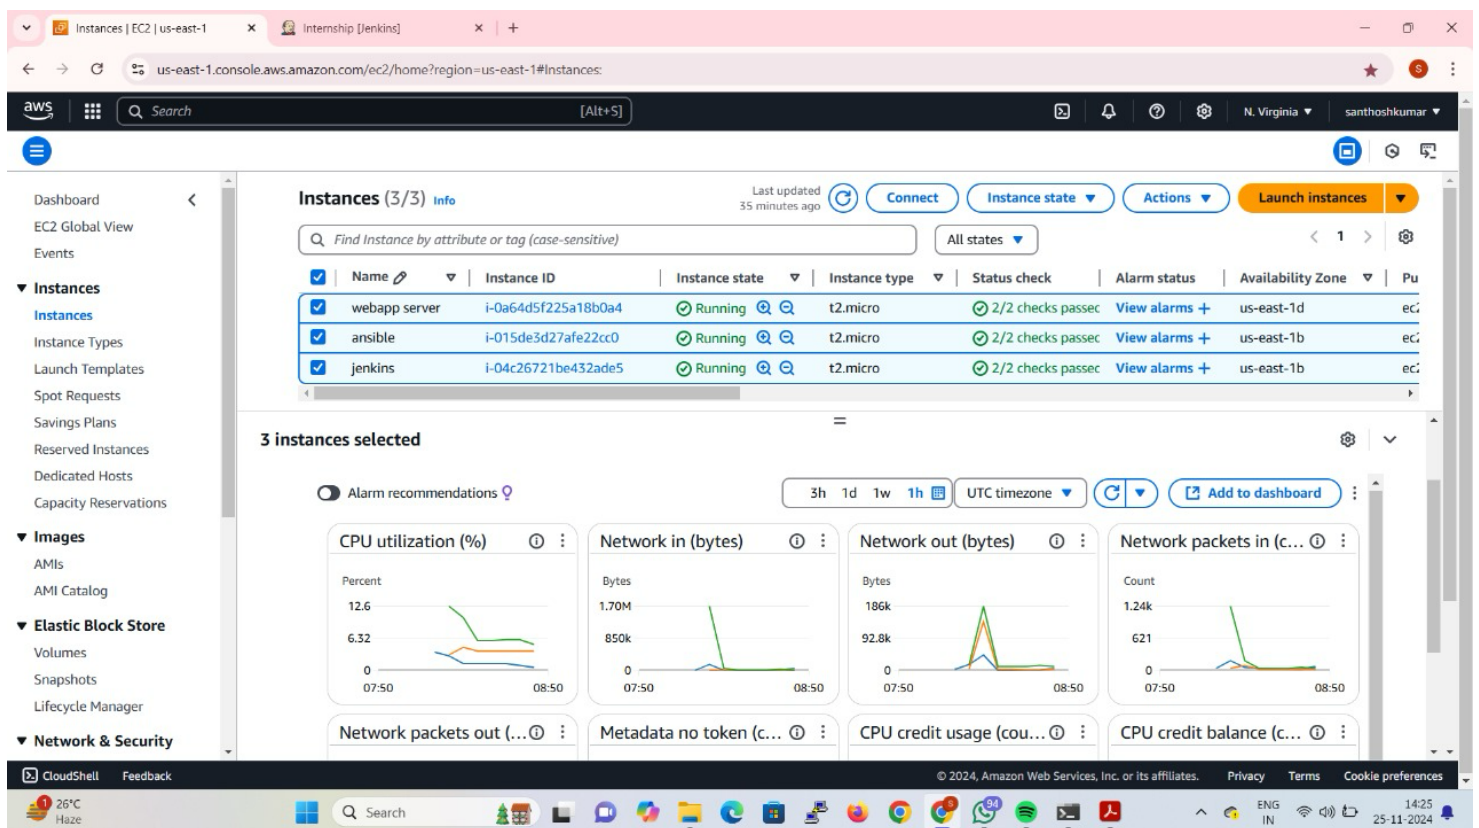 Instances | EC2 | us-east-1
Internship [Jenkins]
us-east-1.console.aws.amazon.com/ec2/home?region=us-east-1#Instances:
S
aws
Search
[Alt+S]
N. Virginia
santhoshkumar
Dashboard
EC2 Global View
Events
Instances
Instances
Instance Types
Launch Templates
Spot Requests
Savings Plans
Reserved Instances
Dedicated Hosts
Capacity Reservations
Images
AMIs
AMI Catalog
Elastic Block Store
Volumes
Snapshots
Lifecycle Manager
Network & Security
Instances (3/3) Info
Last updated
35 minutes ago
Connect
Instance state
Actions
Launch instances
Find Instance by attribute or tag (case-sensitive)
All states
1
Name Instance ID Instance state Instance type Status check Alarm status Availability Zone Pu
webapp server i-0a64d5f225a18b0a4 Running t2.micro 2/2 checks passec View alarms + us-east-1d ec2
ansible i-015de3d27afe22cc0 Running t2.micro 2/2 checks passec View alarms + us-east-1b ec2
jenkins i-04c26721be432ade5 Running t2.micro 2/2 checks passec View alarms + us-east-1b ec2
3 instances selected
Alarm recommendations
3h 1d 1w 1h
UTC timezone
Add to dashboard
CPU utilization (%)
Percent
12.6
6.32
0
07:50 08:50
Network in (bytes)
Bytes
1.70M
850k
0
07:50 08:50
Network out (bytes)
Bytes
186k
92.8k
0
07:50 08:50
Network packets in (c...
Count
1.24k
621
0
07:50 08:50
Network packets out (...
Metadata no token (c...
CPU credit usage (cou...
CPU credit balance (c...
CloudShell Feedback
© 2024, Amazon Web Services, Inc. or its affiliates. Privacy Terms Cookie preferences
1
26°C
Haze
Search
94
ENG
IN
14:25
25-11-2024